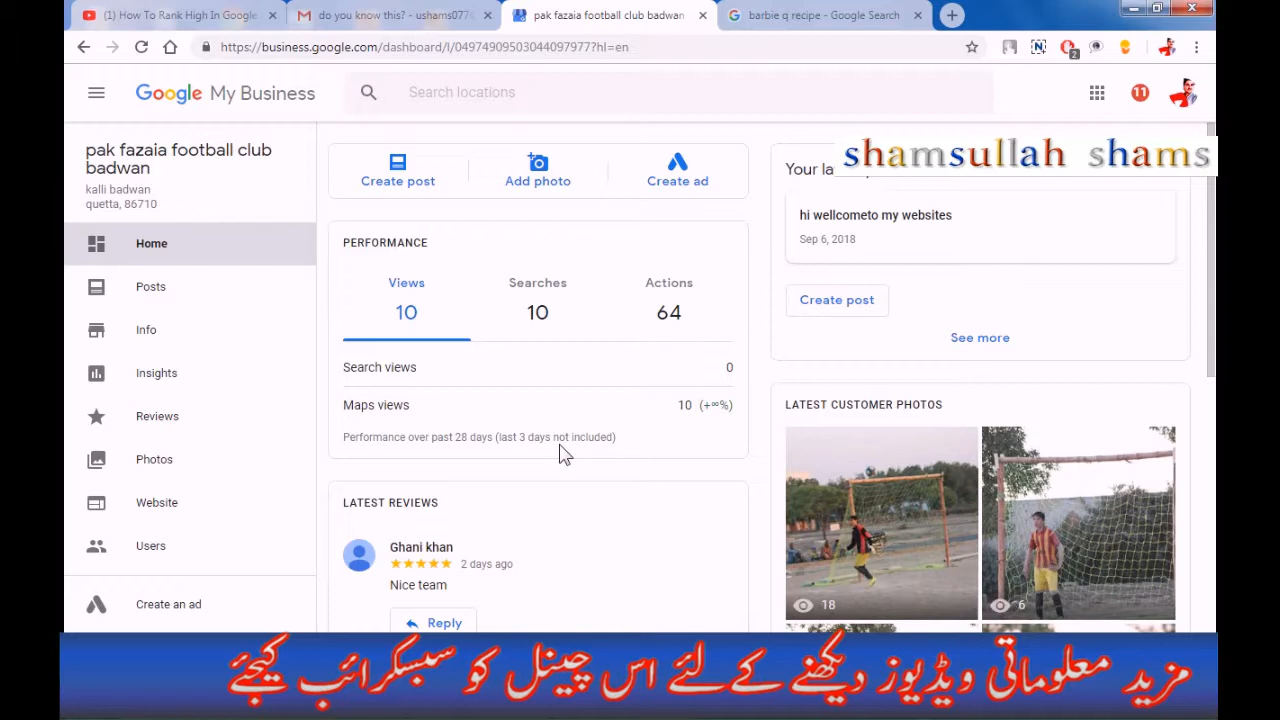 (1) How To Rank High In Google
do you know this? - ushams077
pak fazaia football club badwan
barbie q recipe - Google Search
https://business.google.com/dashboard/l/04974909503044097977?hl=en
2
Google My Business
Search locations
11
shamsullah shams
pak fazaia football club
badwan
kalli badwan
quetta, 86710
Home
Posts
Info
Insights
Reviews
Photos
Website
Users
Create an ad
Create post
Add photo
Create ad
PERFORMANCE
Views
10
Searches
10
Actions
64
Search views 0
Maps views 10 (+∞%)
Performance over past 28 days (last 3 days not included)
LATEST REVIEWS
Ghani khan
2 days ago
Nice team
Reply
Your la
hi wellcometo my websites
Sep 6, 2018
Create post
See more
LATEST CUSTOMER PHOTOS
18
6
مزید معلوماتی ویڈیوز دیکھنے کے لئے اس چینل کو سبسکرائب کیجئے